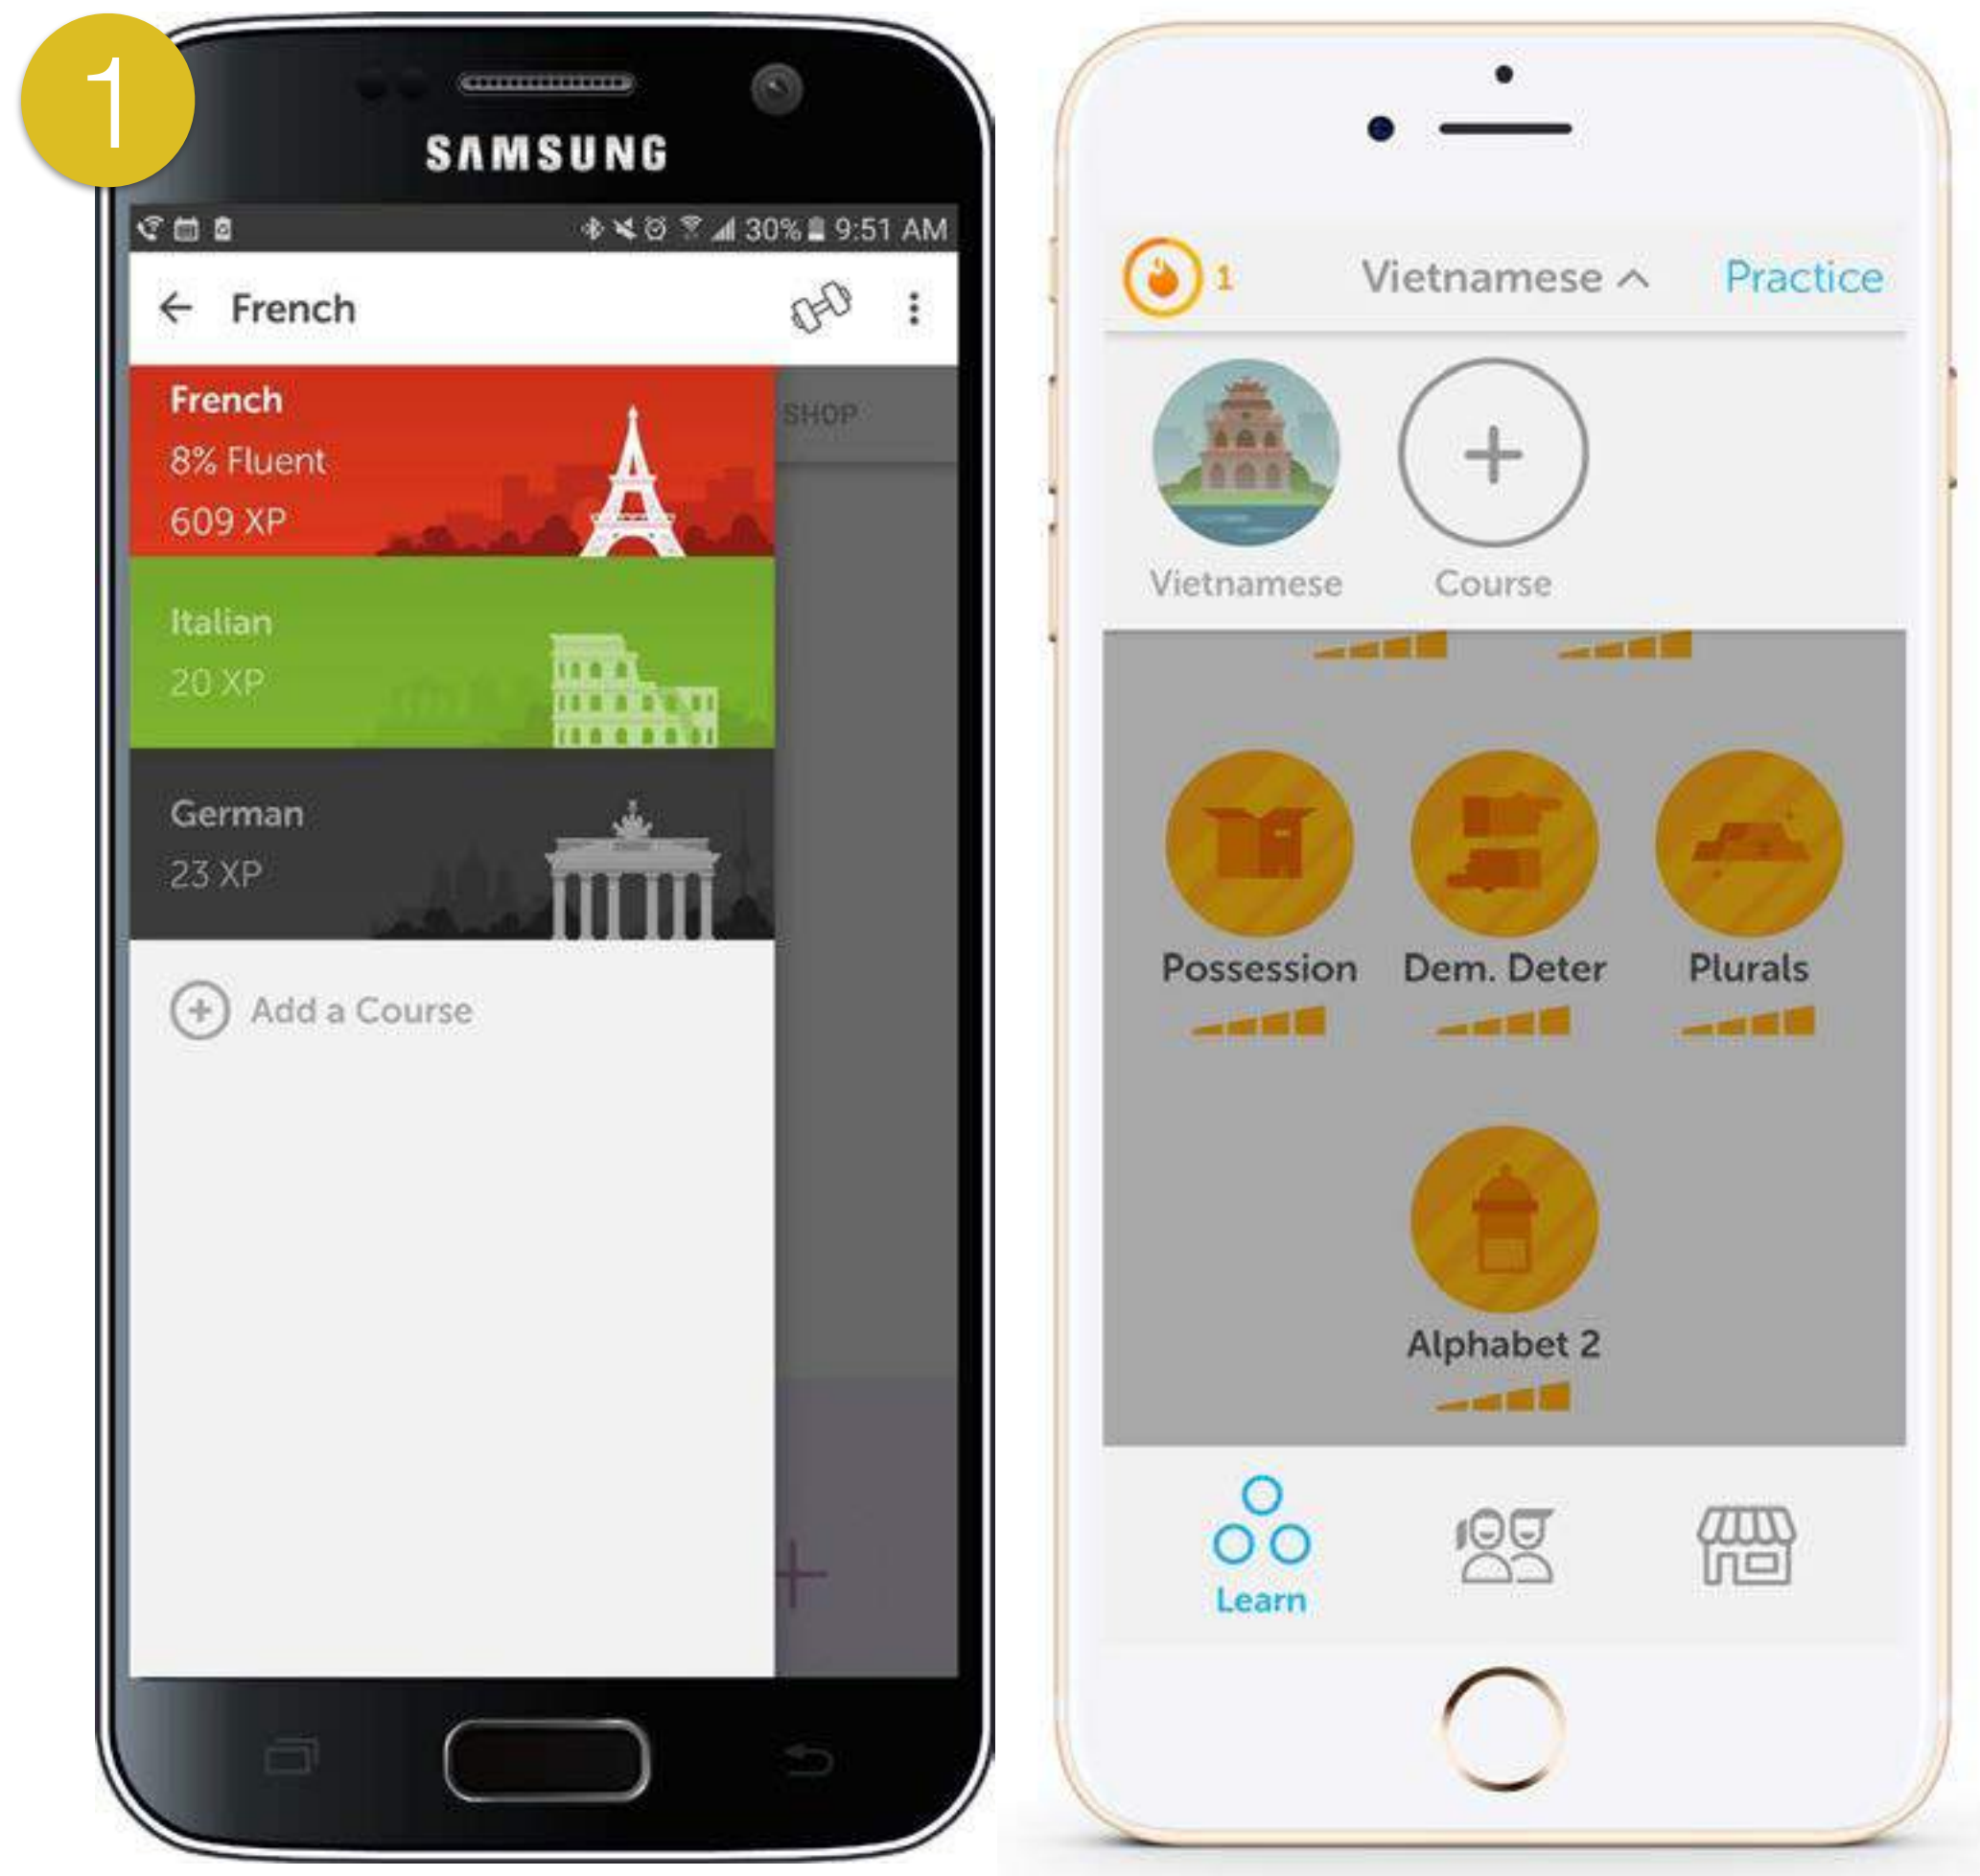 1
SAMSUNG
30% 9:51 AM
French
French
8% Fluent
609 XP
SHOP
Italian
20 XP
German
23 XP
Add a Course
1
Vietnamese
Practice
Vietnamese
Course
Possession
Dem. Deter
Plurals
Alphabet 2
Learn